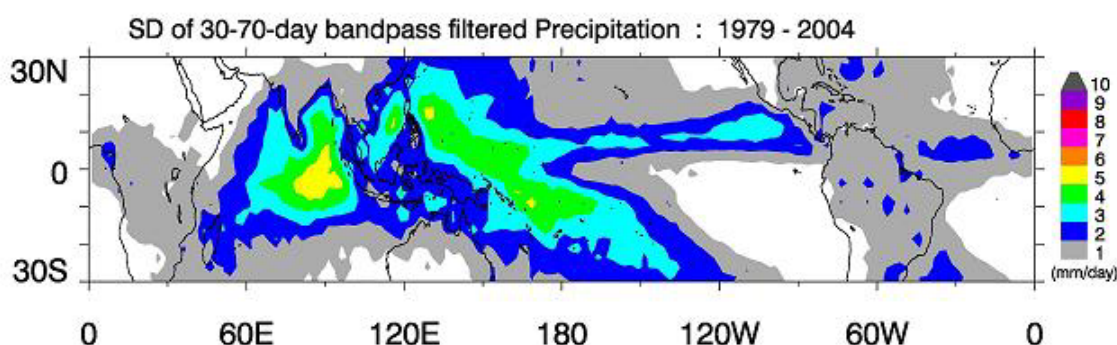 SD of 30-70-day bandpass filtered Precipitation : 1979 - 2004
30N
0
30S
0 60E 120E 180 120W 60W 0
10
9
8
7
6
5
4
3
2
1
(mm/day)